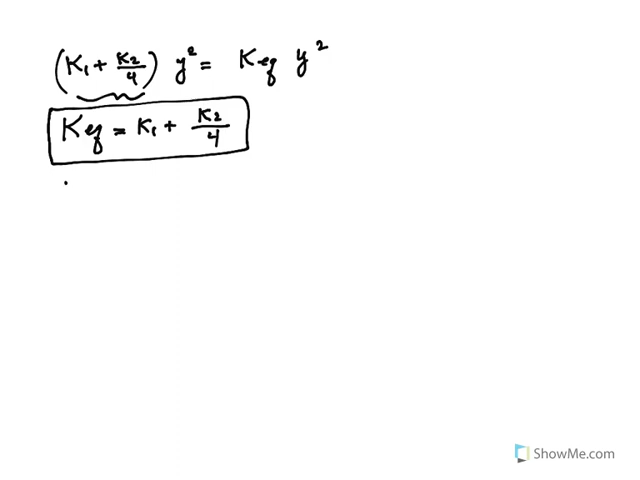 (K₁ + K₂/4) y² = Keq y²
Keq = K₁ + K₂/4
ShowMe.com